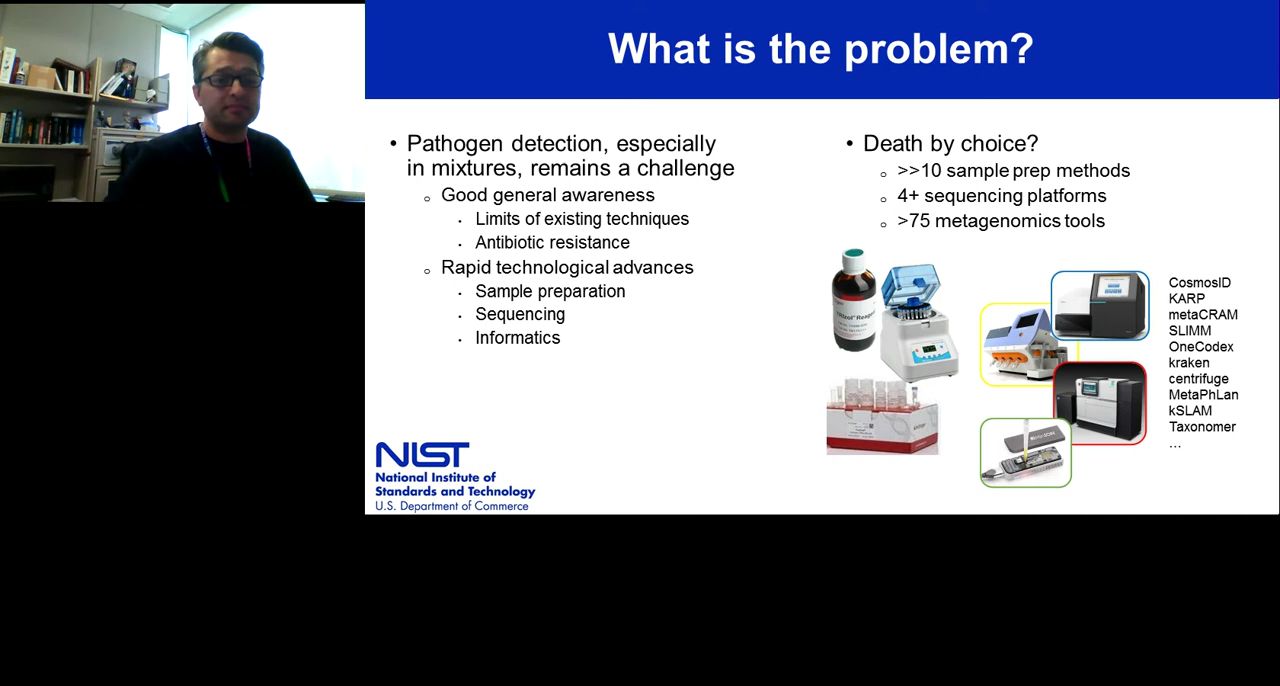 What is the problem?
• Pathogen detection, especially
in mixtures, remains a challenge
o Good general awareness
· Limits of existing techniques
· Antibiotic resistance
o Rapid technological advances
· Sample preparation
· Sequencing
· Informatics
• Death by choice?
o >>10 sample prep methods
o 4+ sequencing platforms
o >75 metagenomics tools
TRIzol® Reagent
CosmosID
KARP
metaCRAM
SLIMM
OneCodex
kraken
centrifuge
MetaPhLan
kSLAM
Taxonomer
...
NIST
National Institute of
Standards and Technology
U.S. Department of Commerce